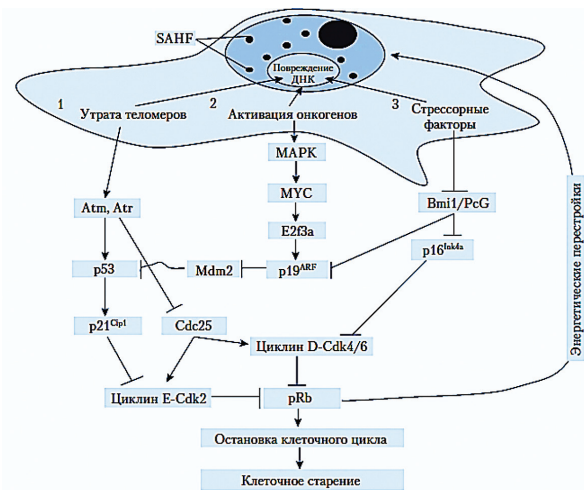 SAHF
Повреждение
ДНК
1
Утрата теломеров
2
Активация онкогенов
3
Стрессорные
факторы
MAPK
MYC
E2f3a
Atm, Atr
Bmi1/PcG
p53
Mdm2
p19ARF
p16Ink4a
p21Cip1
Cdc25
Циклин D-Cdk4/6
Циклин E-Cdk2
pRb
Остановка клеточного цикла
Клеточное старение
Энергетические перестройки